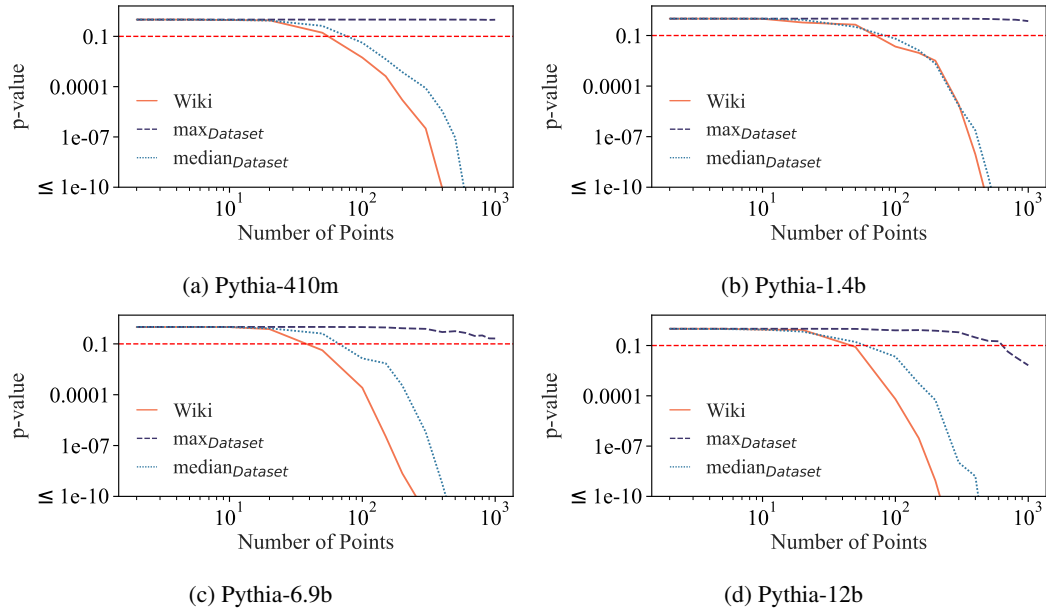 p-value
0.1
0.0001
1e-07
≤ 1e-10
Wiki
max_Dataset
median_Dataset
10^1
10^2
10^3
Number of Points
(a) Pythia-410m
p-value
0.1
0.0001
1e-07
≤ 1e-10
Wiki
max_Dataset
median_Dataset
10^1
10^2
10^3
Number of Points
(b) Pythia-1.4b
p-value
0.1
0.0001
1e-07
≤ 1e-10
Wiki
max_Dataset
median_Dataset
10^1
10^2
10^3
Number of Points
(c) Pythia-6.9b
p-value
0.1
0.0001
1e-07
≤ 1e-10
Wiki
max_Dataset
median_Dataset
10^1
10^2
10^3
Number of Points
(d) Pythia-12b